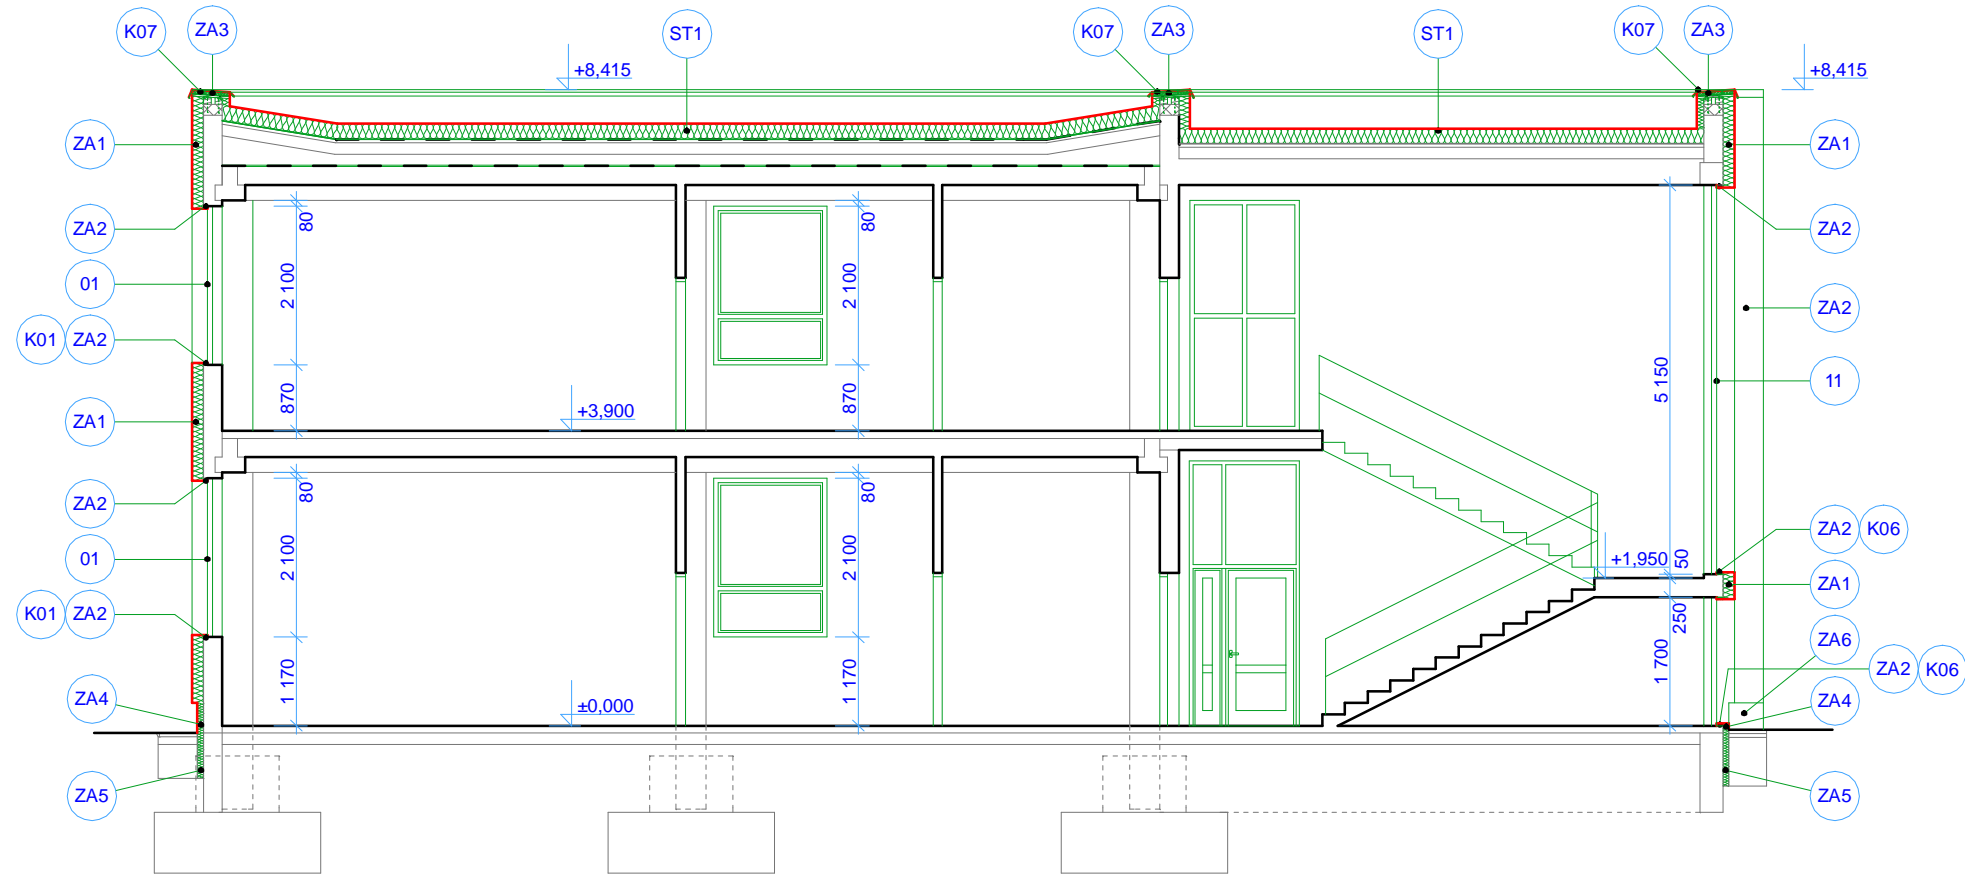 K07 ZA3 ST1 K07 ZA3 ST1 K07 ZA3
+8,415 +8,415
ZA1 ZA1
80 80
ZA2 ZA2
01
2 100 2 100
ZA2
K01 ZA2
5 150
11
870 870
+3,900
ZA1
80 80
ZA2
ZA2 K06
01
2 100 2 100
+1,950
50
ZA1
K01 ZA2
250
ZA6
1 170 1 170
1 700
ZA2 K06
ZA4
±0,000
ZA4
ZA5 ZA5